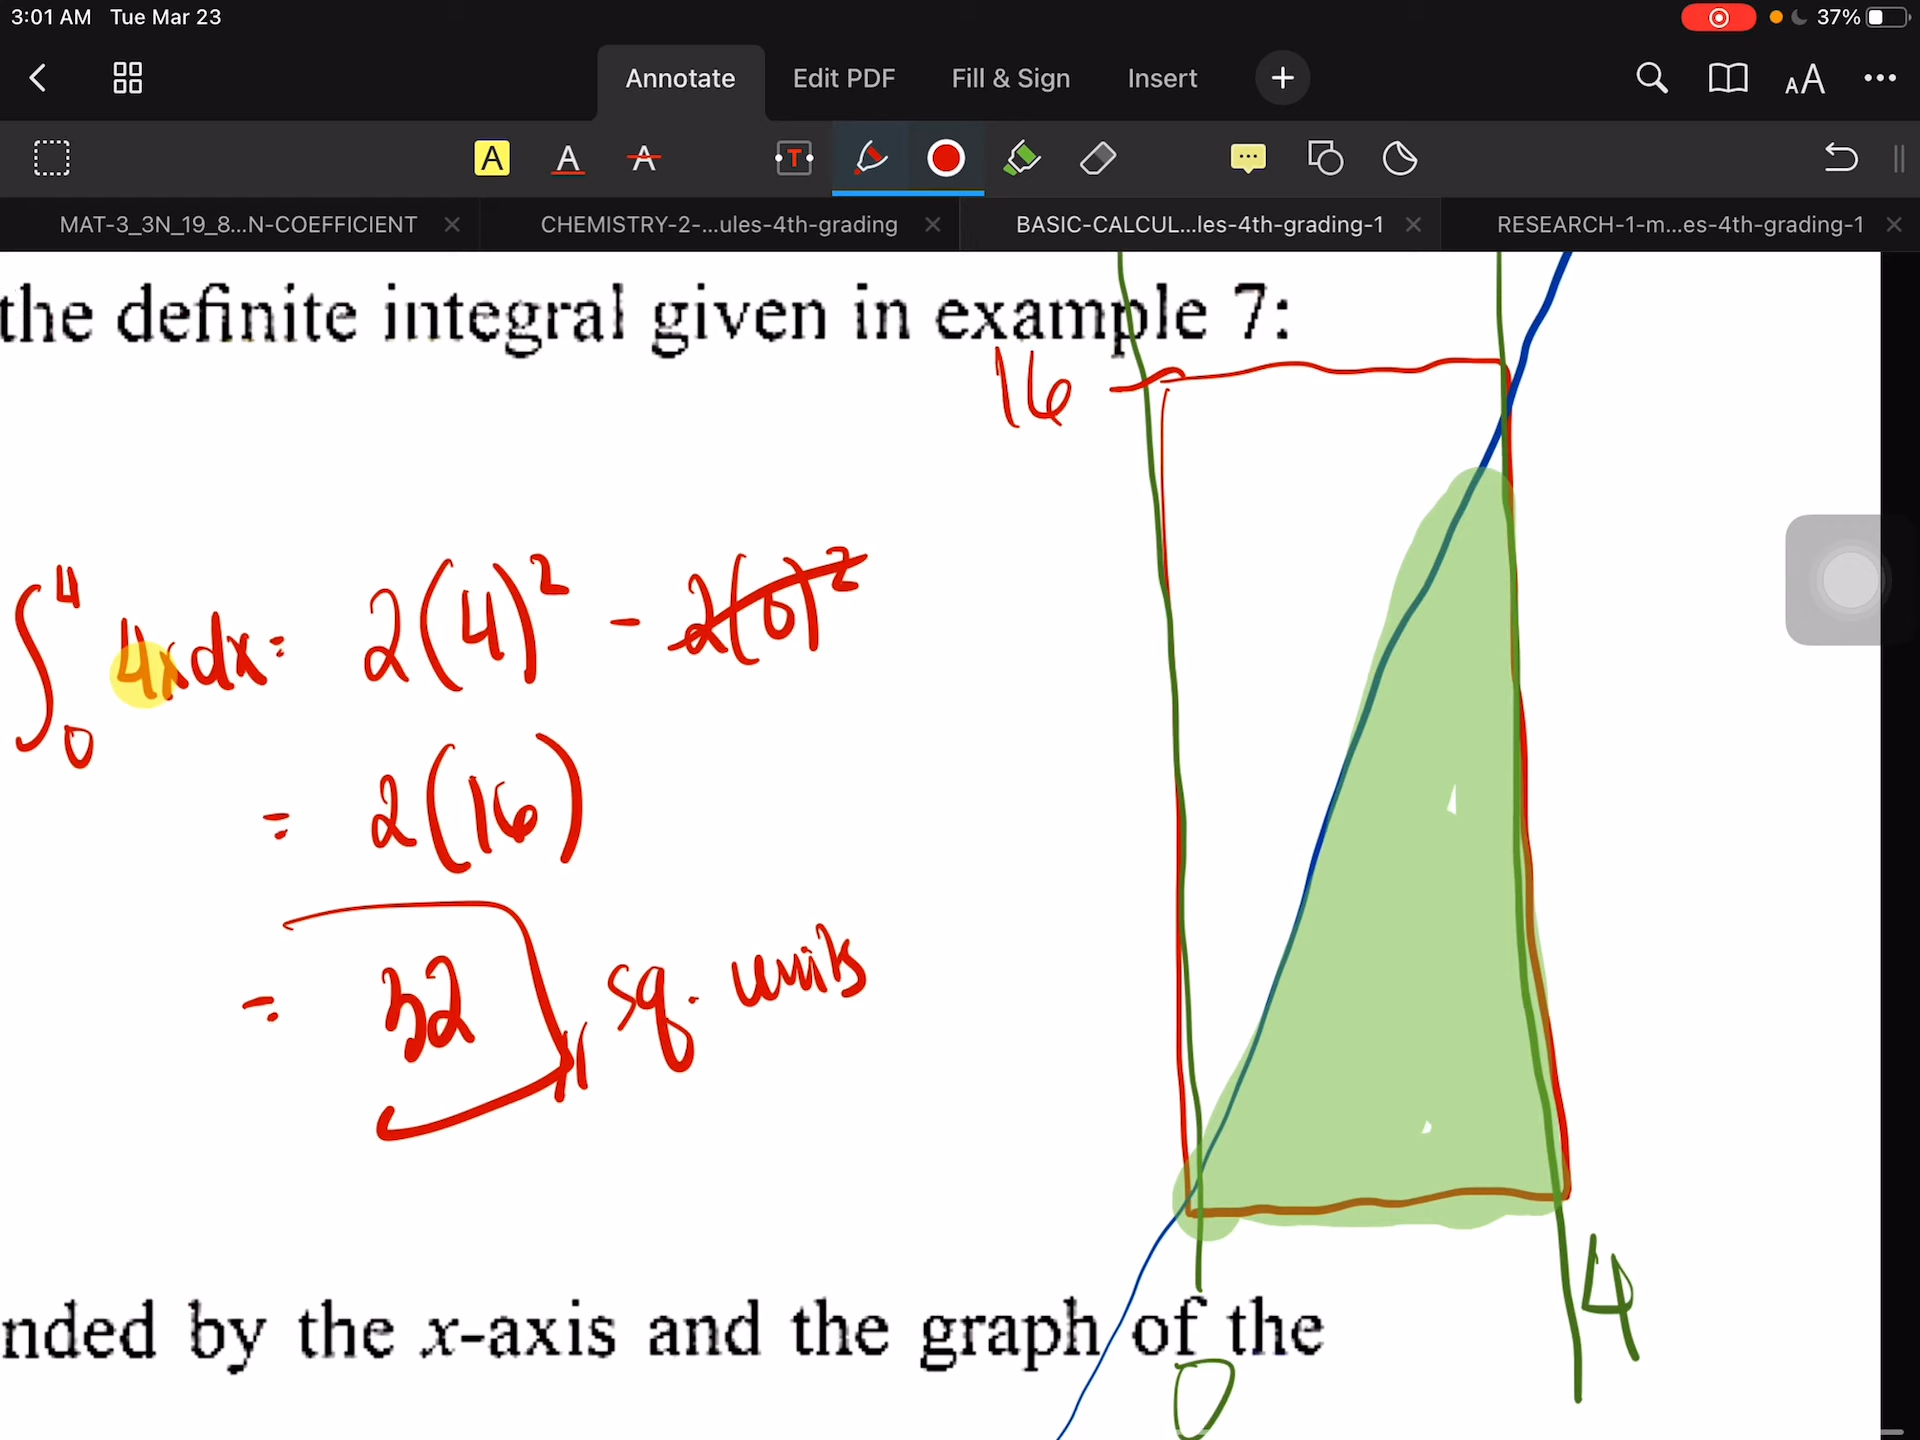 3:01 AM Tue Mar 23
37%
Annotate Edit PDF Fill & Sign Insert +
AA
A A A T
MAT-3_3N_19_8...N-COEFFICIENT CHEMISTRY-2-...ules-4th-grading BASIC-CALCUL...les-4th-grading-1 RESEARCH-1-m...es-4th-grading-1
the definite integral given in example 7:
16
∫₀⁴ 4x dx = 2(4)² - 2(0)²
= 2(16)
= 32 sq. units
4
nded by the x-axis and the graph of the
0